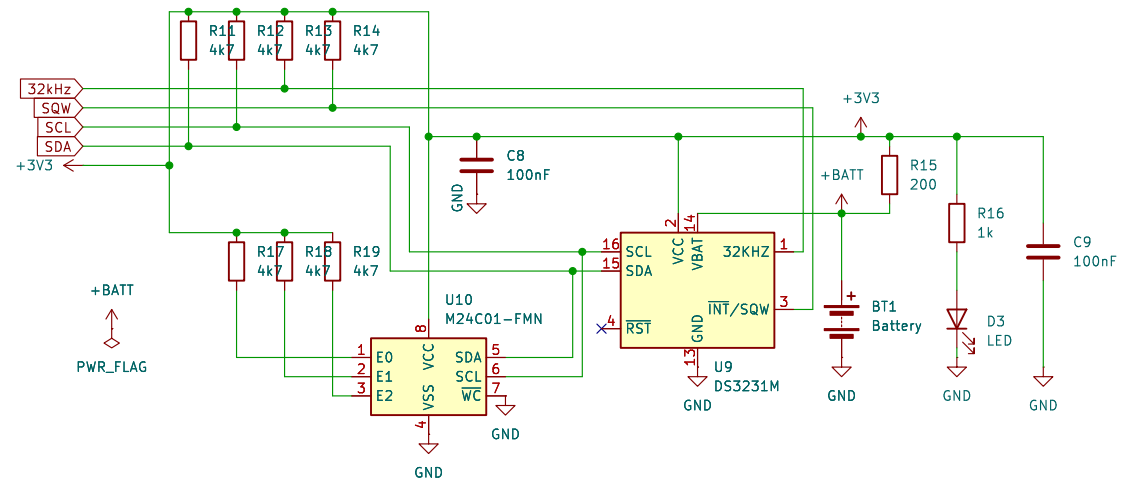 R11
4k7
R12
4k7
R13
4k7
R14
4k7
32kHz
SQW
SCL
SDA
+3V3
C8
100nF
GND
+3V3
R15
200
+BATT
R16
1k
C9
100nF
2
14
VCC
VBAT
16
SCL
15
SDA
32KHZ
1
INT/SQW
3
4
RST
GND
13
U9
DS3231M
GND
R17
4k7
R18
4k7
R19
4k7
+BATT
PWR_FLAG
U10
M24C01-FMN
8
VCC
1
E0
2
E1
3
E2
SDA
5
SCL
6
WC
7
VSS
4
GND
GND
+
BT1
Battery
GND
D3
LED
GND
GND